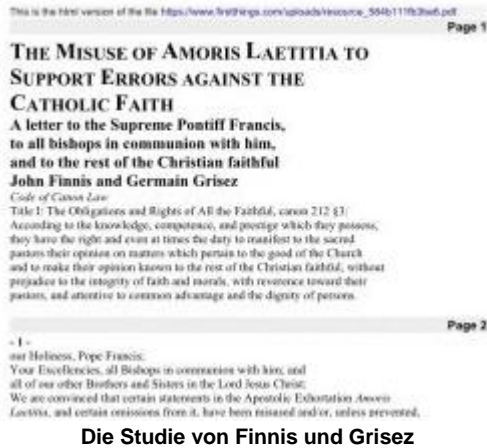 This is the html version of the file https://www.firstthings.com/uploads/resource_584b111fb3be6.pdf
Page 1
THE MISUSE OF AMORIS LAETITIA TO
SUPPORT ERRORS AGAINST THE
CATHOLIC FAITH
A letter to the Supreme Pontiff Francis,
to all bishops in communion with him,
and to the rest of the Christian faithful
John Finnis and Germain Grisez
Code of Canon Law
Title I: The Obligations and Rights of All the Faithful, canon 212 §3:
According to the knowledge, competence, and prestige which they possess,
they have the right and even at times the duty to manifest to the sacred
pastors their opinion on matters which pertain to the good of the Church
and to make their opinion known to the rest of the Christian faithful, without
prejudice to the integrity of faith and morals, with reverence toward their
pastors, and attentive to common advantage and the dignity of persons.
Page 2
- 1 -
our Holiness, Pope Francis;
Your Excellencies, all Bishops in communion with him; and
all of our other Brothers and Sisters in the Lord Jesus Christ:
We are convinced that certain statements in the Apostolic Exhortation Amoris
Laetitia, and certain omissions from it, have been misused and/or, unless prevented,
Die Studie von Finnis und Grisez